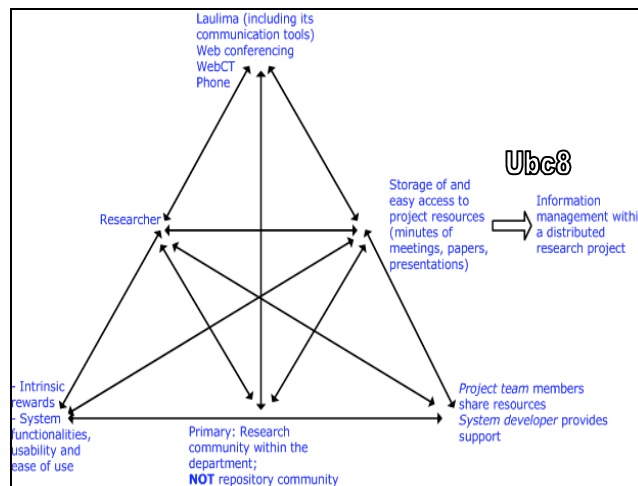 Laulima (including its
communication tools)
Web conferencing
WebCT
Phone
Ubc8
Researcher
Storage of and
easy access to
project resources
(minutes of
meetings, papers,
presentations)
Information
management within
a distributed
research project
- Intrinsic
rewards
- System
functionalities,
usability and
ease of use
Primary: Research
community within the
department;
NOT repository community
Project team members
share resources
System developer provides
support